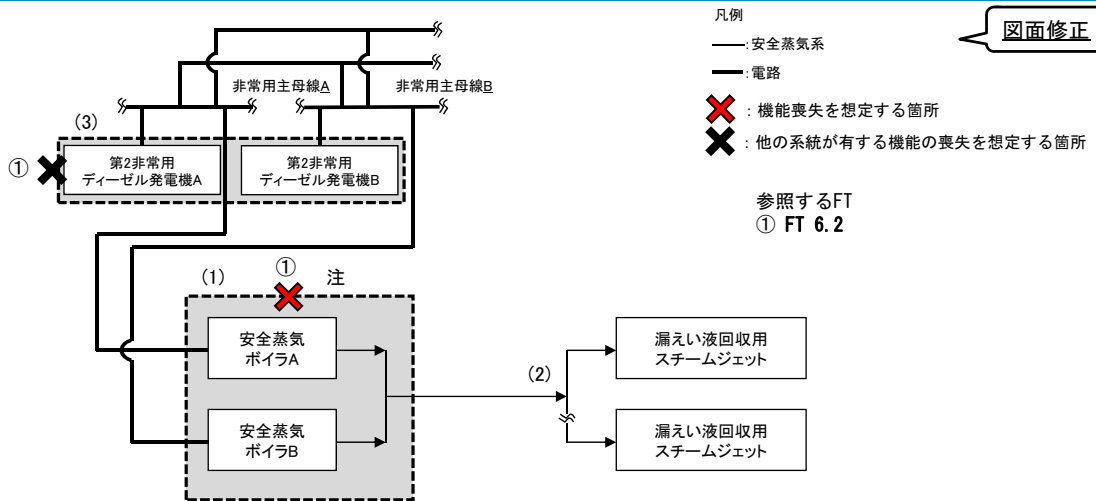 凡例
図面修正
:安全蒸気系
:電路
非常用主母線A
非常用主母線B
:機能喪失を想定する箇所
(3)
:他の系統が有する機能の喪失を想定する箇所
①
第2非常用
ディーゼル発電機A
第2非常用
ディーゼル発電機B
参照するFT
① FT 6.2
(1)
①
注
安全蒸気
ボイラA
漏えい液回収用
スチームジェット
(2)
安全蒸気
ボイラB
漏えい液回収用
スチームジェット